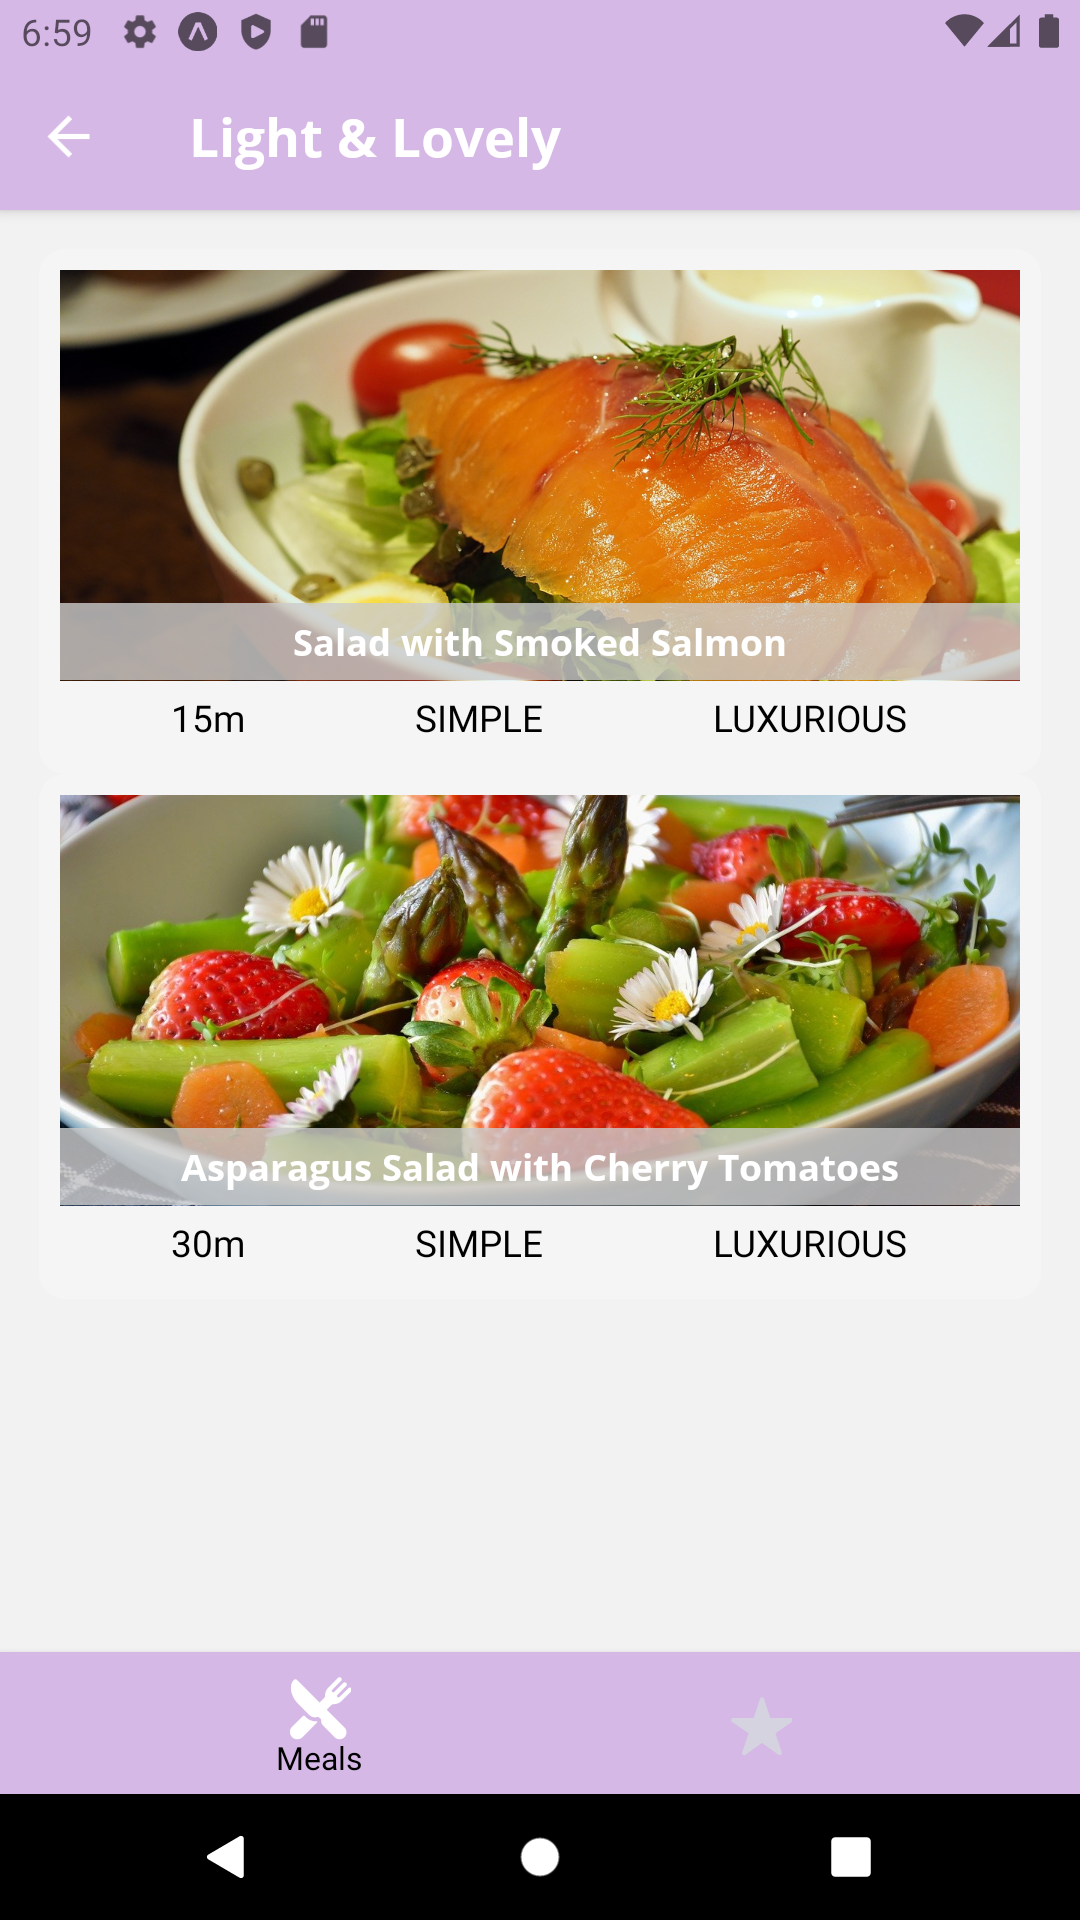 6:59
Light & Lovely
Salad with Smoked Salmon
15m SIMPLE LUXURIOUS
Asparagus Salad with Cherry Tomatoes
30m SIMPLE LUXURIOUS
Meals